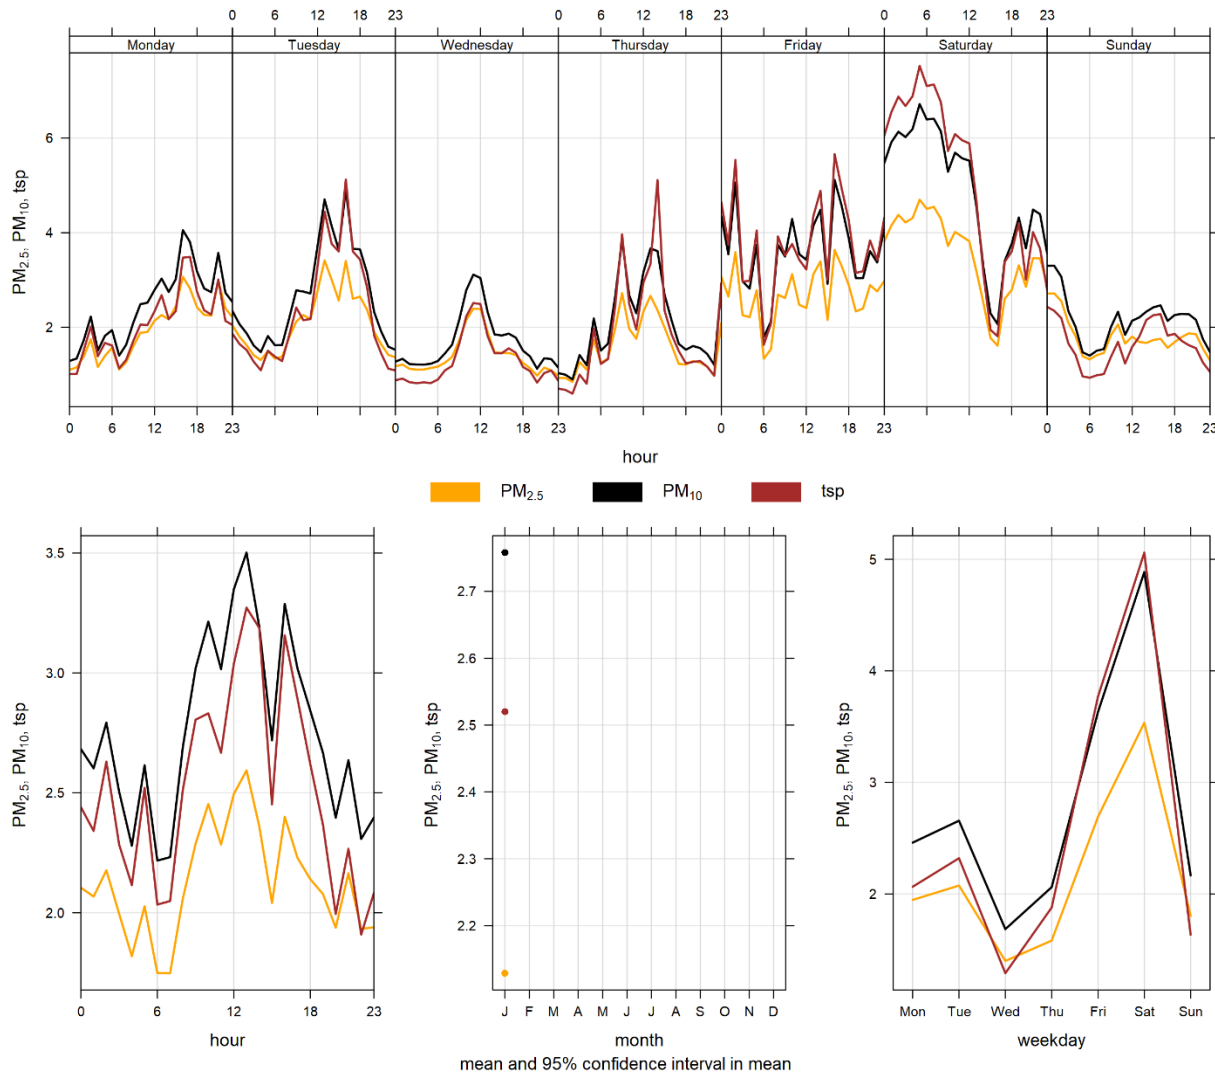 0 6 12 18 23 0 6 12 18 23 0 6 12 18 23
Monday Tuesday Wednesday Thursday Friday Saturday Sunday
PM2.5, PM10, tsp
6
4
2
0 6 12 18 23 0 6 12 18 23 0 6 12 18 23 0 6 12 18 23
hour
PM2.5 PM10 tsp
PM2.5, PM10, tsp
3.5
3.0
2.5
2.0
0 6 12 18 23
hour
PM2.5, PM10, tsp
2.7
2.6
2.5
2.4
2.3
2.2
J F M A M J J A S O N D
month
mean and 95% confidence interval in mean
PM2.5, PM10, tsp
5
4
3
2
Mon Tue Wed Thu Fri Sat Sun
weekday